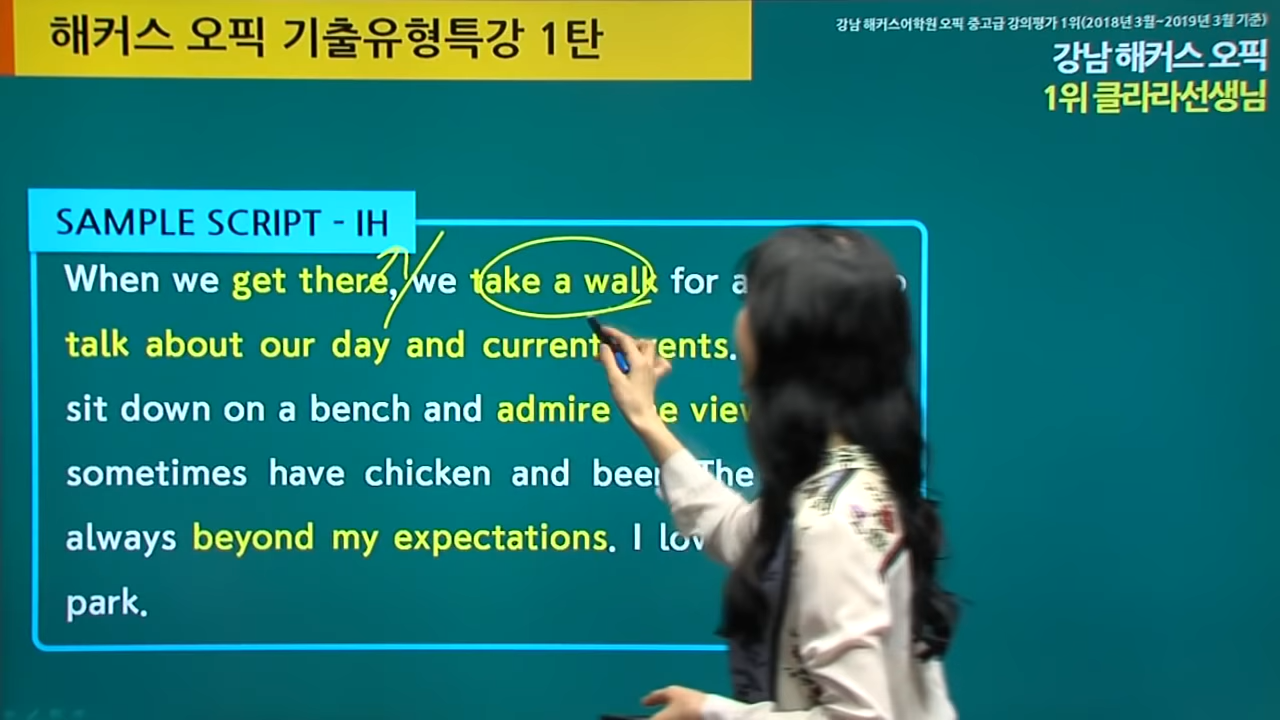 해커스 오픽 기출유형특강 1탄
강남 해커스어학원 오픽 중고급 강의평가 1위(2018년 3월~2019년 3월 기준)
강남 해커스 오픽
1위 클라라선생님
SAMPLE SCRIPT - IH
When we get there, we take a walk for a
talk about our day and current events.
sit down on a bench and admire
sometimes have chicken and beer. The
always beyond my expectations. I
park.